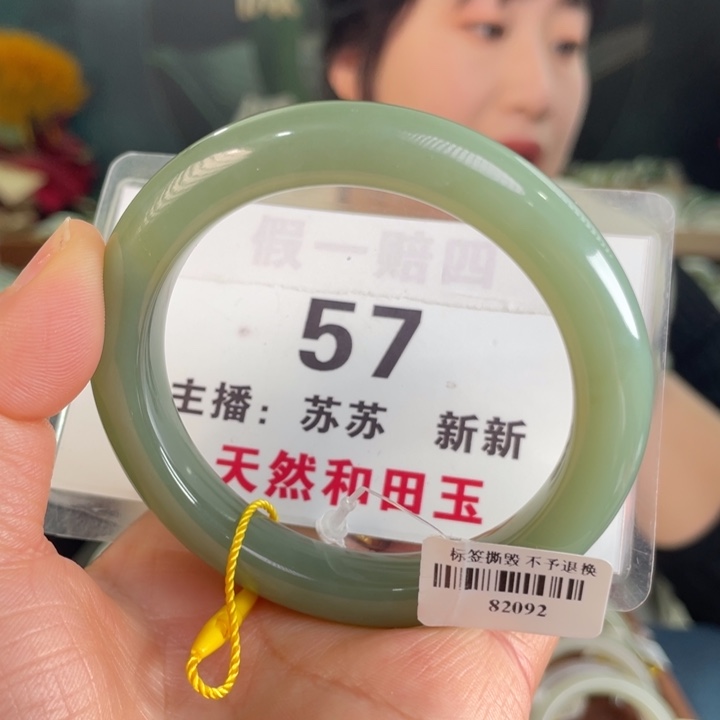 假一赔四
57
主播：苏苏 新新
天然和田玉
标签撕毁 不予退换
82092